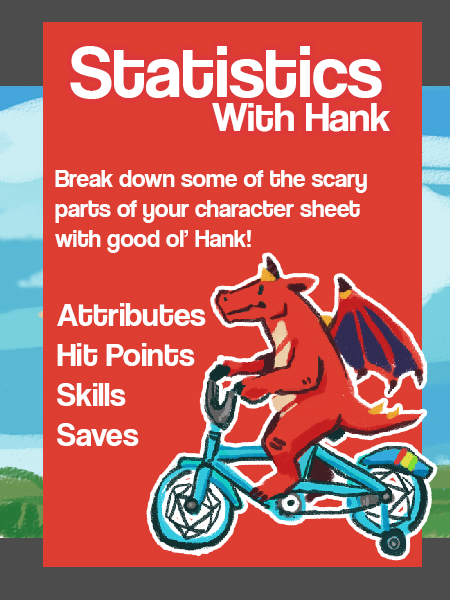 Statistics
With Hank
Break down some of the scary
parts of your character sheet
with good ol’ Hank!
Attributes
Hit Points
Skills
Saves